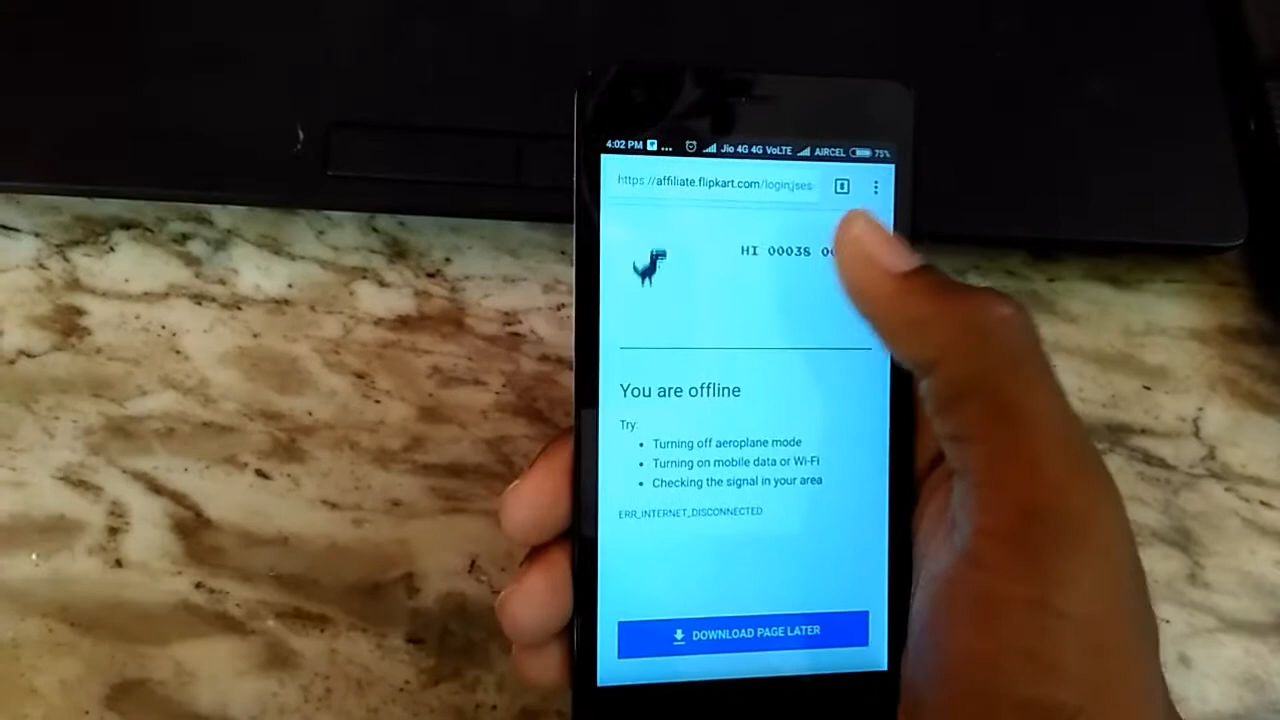 4:02 PM ... Jio 4G 4G VoLTE AIRCEL 75%
https://affiliate.flipkart.com/login;jses 8
HI 00038
You are offline
Try:
• Turning off aeroplane mode
• Turning on mobile data or Wi-Fi
• Checking the signal in your area
ERR_INTERNET_DISCONNECTED
DOWNLOAD PAGE LATER